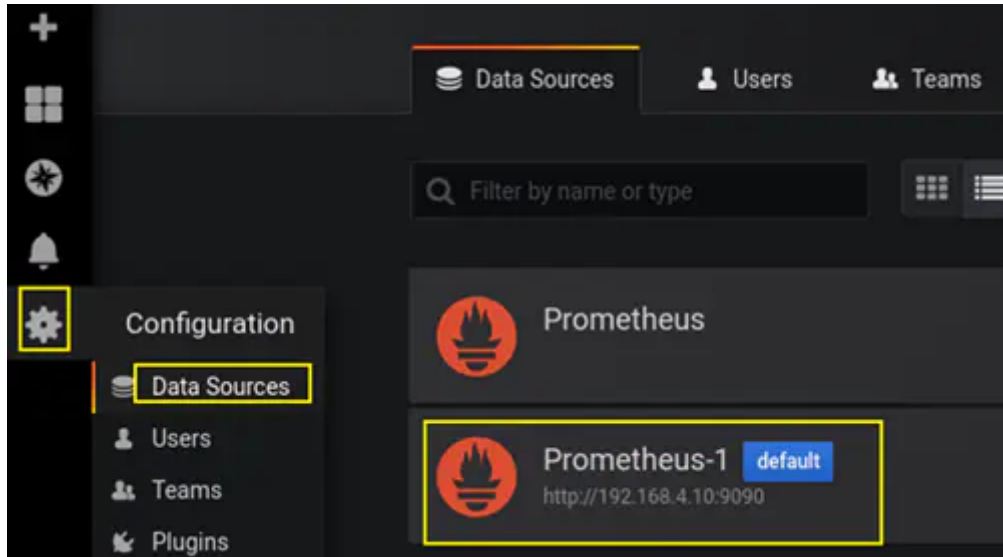 Data Sources
Users
Teams
Filter by name or type
Configuration
Data Sources
Users
Teams
Plugins
Prometheus
Prometheus-1 default
http://192.168.4.10:9090